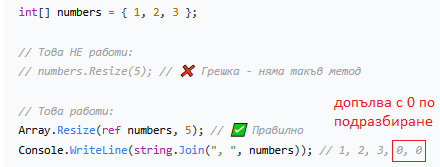 int[] numbers = { 1, 2, 3 };
// Това НЕ работи:
// numbers.Resize(5); // ❌ Грешка - няма такъв метод
// Това работи:
допълва с 0 по
подразбиране
Array.Resize(ref numbers, 5); // ✅ Правилно
Console.WriteLine(string.Join(", ", numbers)); // 1, 2, 3, 0, 0